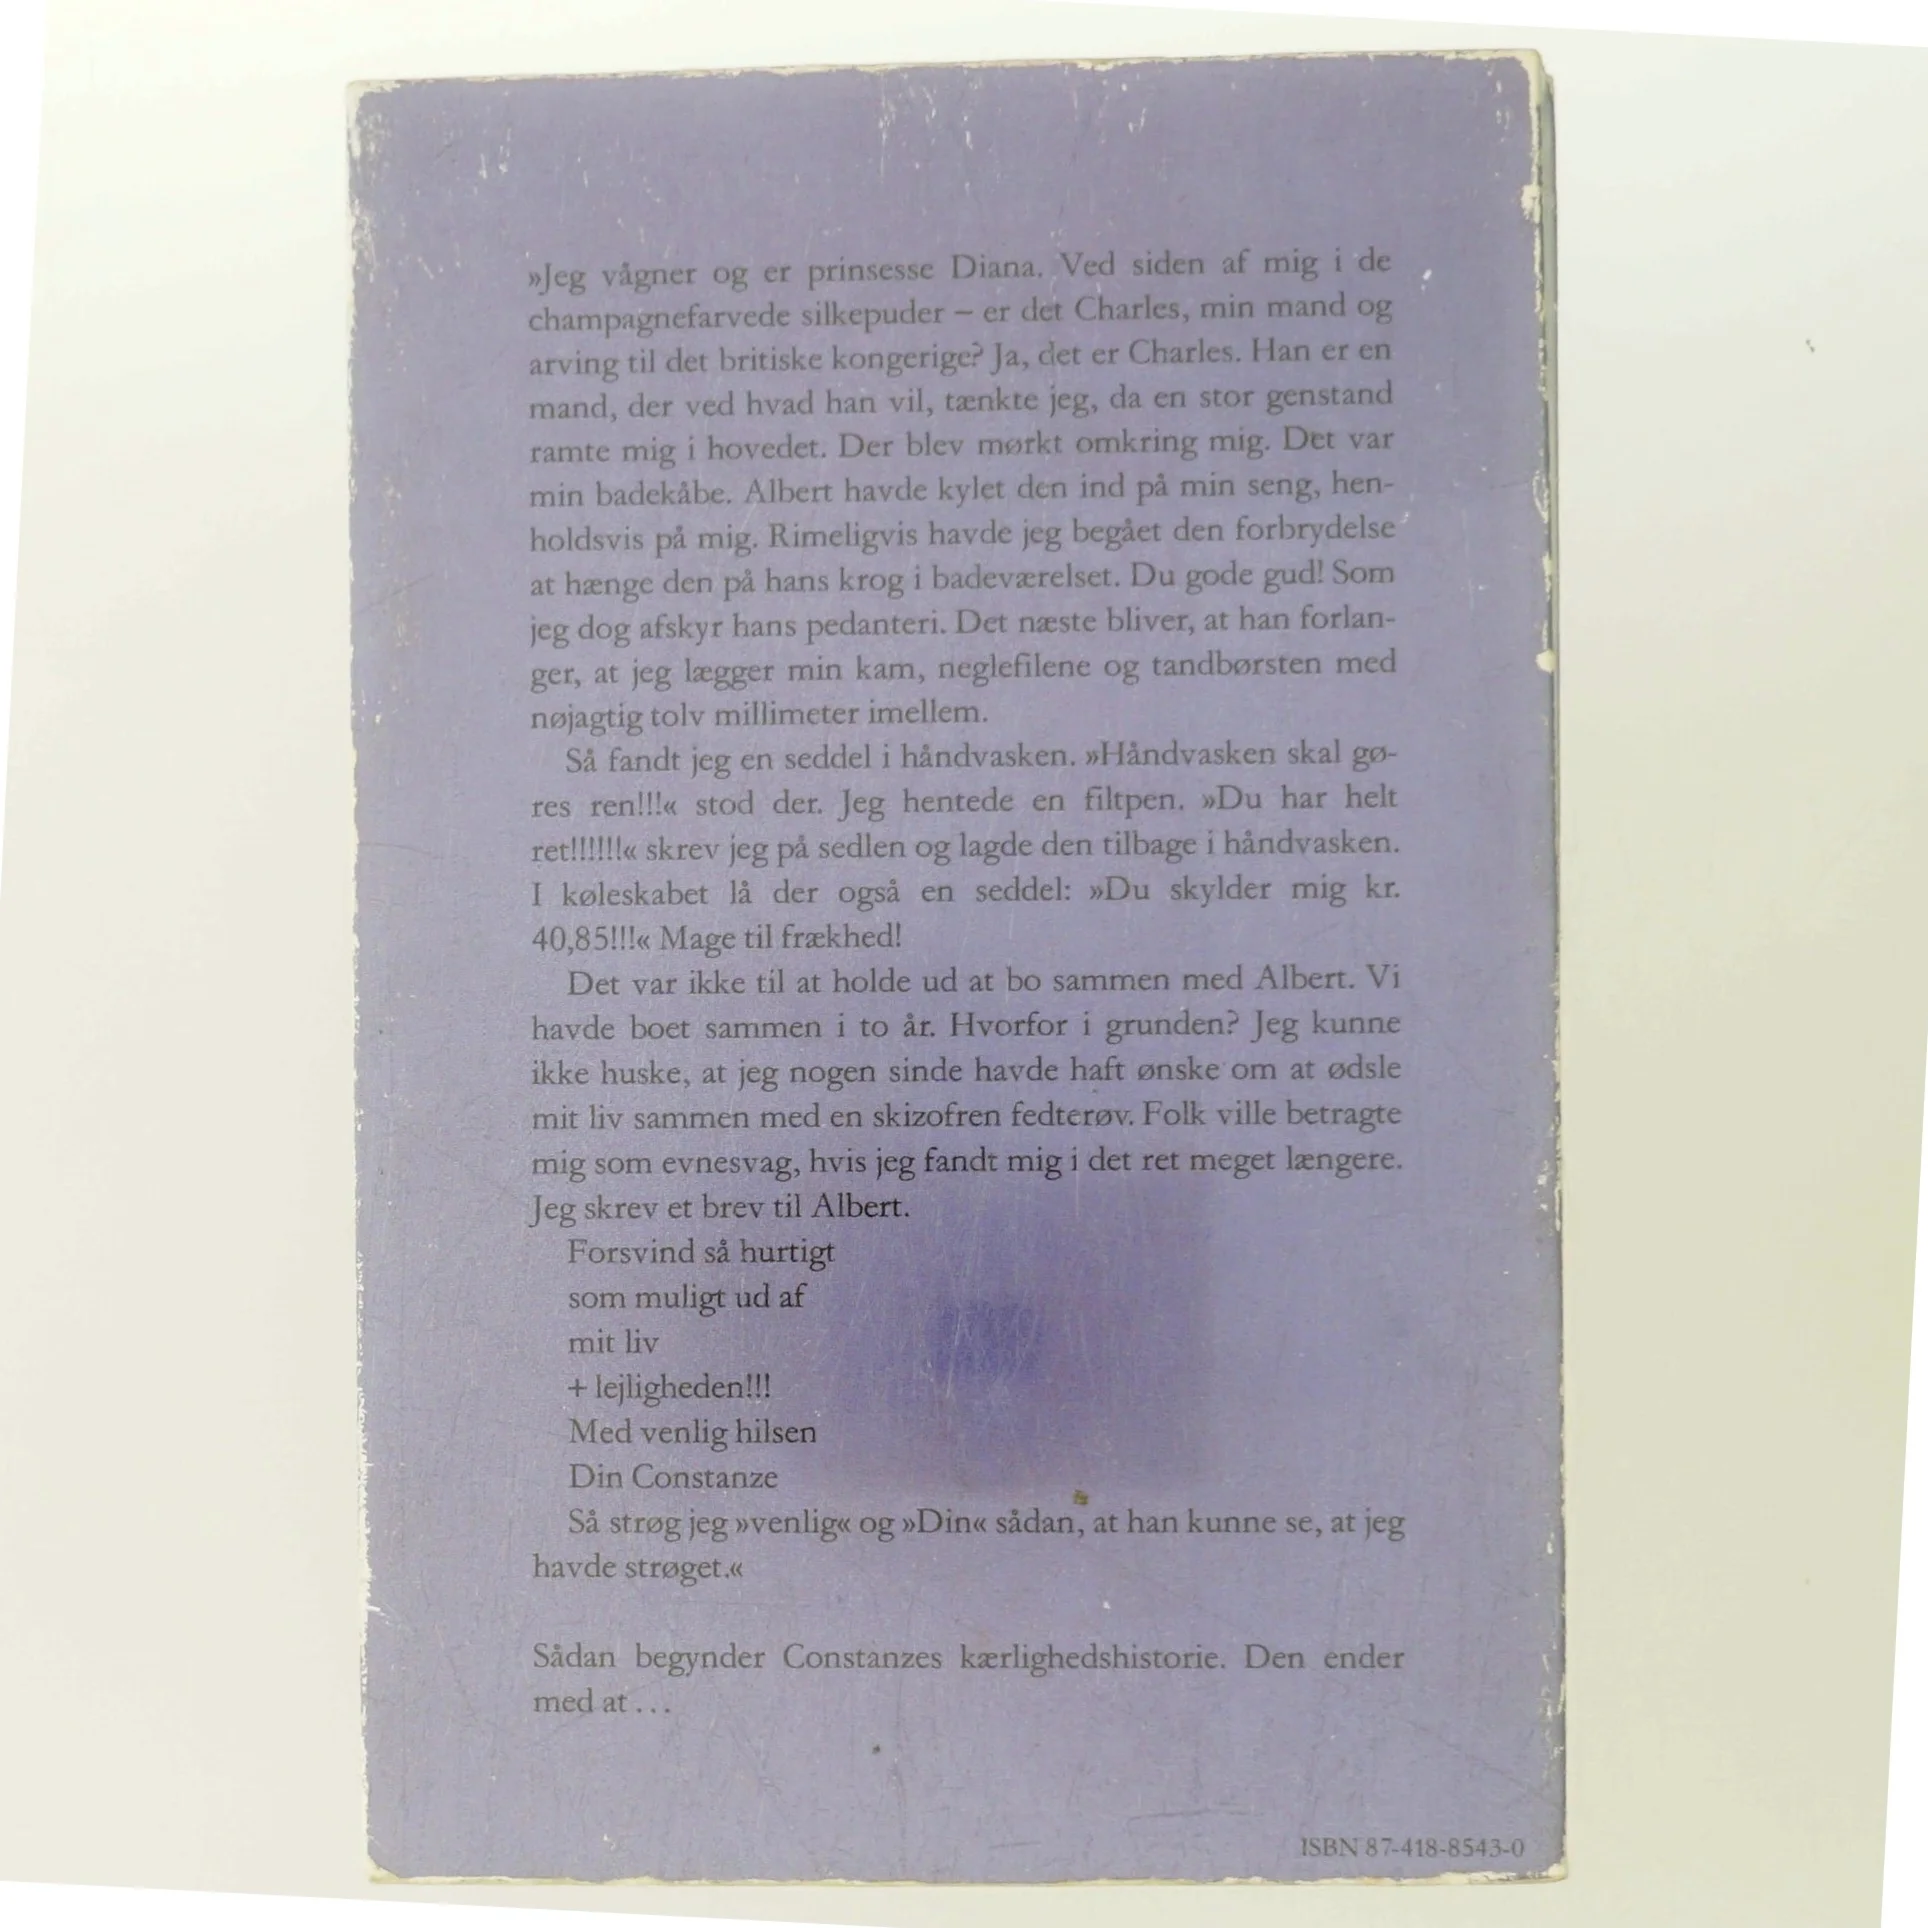 »Jeg vågner og er prinsesse Diana. Ved siden af mig i de
champagnefarvede silkepuder – er det Charles, min mand og
arving til det britiske kongerige? Ja, det er Charles. Han er en
mand, der ved hvad han vil, tænkte jeg, da en stor genstand
ramte mig i hovedet. Der blev mørkt omkring mig. Det var
min badekåbe. Albert havde kylet den ind på min seng, hen-
holdsvis på mig. Rimeligvis havde jeg begået den forbrydelse
at hænge den på hans krog i badeværelset. Du gode gud! Som
jeg dog afskyr hans pedanteri. Det næste bliver, at han forlan-
ger, at jeg lægger min kam, neglefilene og tandbørsten med
nøjagtig tolv millimeter imellem.
Så fandt jeg en seddel i håndvasken. »Håndvasken skal gø-
res ren!!!« stod der. Jeg hentede en filtpen. »Du har helt
ret!!!!!!« skrev jeg på sedlen og lagde den tilbage i håndvasken.
I køleskabet lå der også en seddel: »Du skylder mig kr.
40,85!!!« Mage til frækhed!
Det var ikke til at holde ud at bo sammen med Albert. Vi
havde boet sammen i to år. Hvorfor i grunden? Jeg kunne
ikke huske, at jeg nogen sinde havde haft ønske om at ødsle
mit liv sammen med en skizofren fedterøv. Folk ville betragte
mig som evnesvag, hvis jeg fandt mig i det ret meget længere.
Jeg skrev et brev til Albert.
Forsvind så hurtigt
som muligt ud af
mit liv
+ lejligheden!!!
Med venlig hilsen
Din Constanze
Så strøg jeg »venlig« og »Din« sådan, at han kunne se, at jeg
havde strøget.«
Sådan begynder Constanzes kærlighedshistorie. Den ender
med at . . .
ISBN 87-418-8543-0